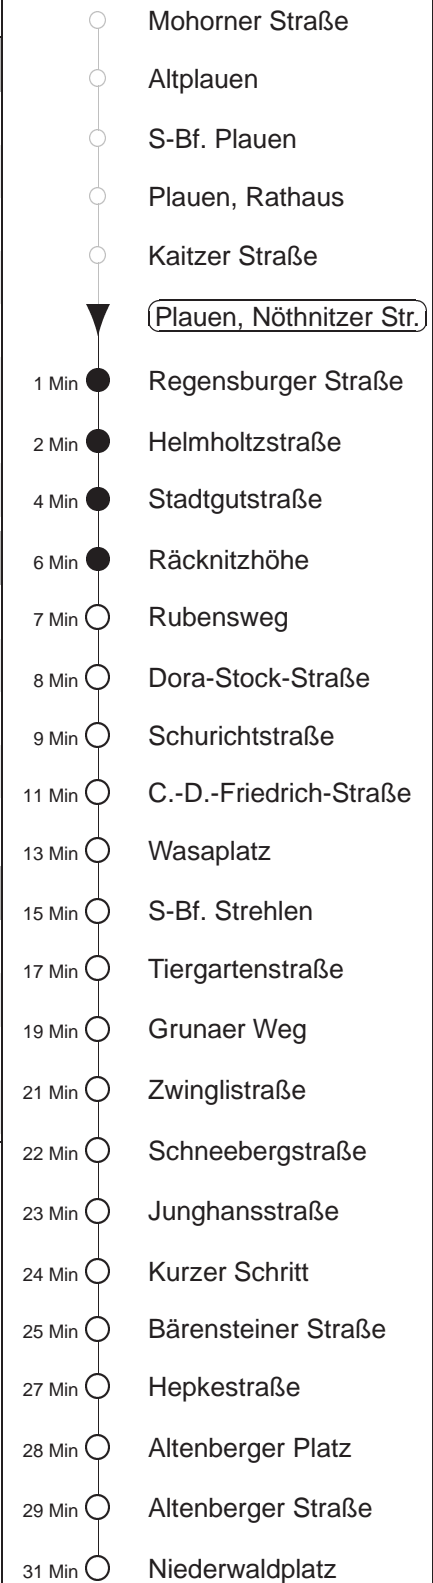 Mohorner Straße
Altplauen
S-Bf. Plauen
Plauen, Rathaus
Kaitzer Straße
Plauen, Nöthnitzer Str.
1 Min Regensburger Straße
2 Min Helmholtzstraße
4 Min Stadtgutstraße
6 Min Räcknitzhöhe
7 Min Rubensweg
8 Min Dora-Stock-Straße
9 Min Schurichtstraße
11 Min C.-D.-Friedrich-Straße
13 Min Wasaplatz
15 Min S-Bf. Strehlen
17 Min Tiergartenstraße
19 Min Grunaer Weg
21 Min Zwinglistraße
22 Min Schneebergstraße
23 Min Junghansstraße
24 Min Kurzer Schritt
25 Min Bärensteiner Straße
27 Min Hepkestraße
28 Min Altenberger Platz
29 Min Altenberger Straße
31 Min Niederwaldplatz